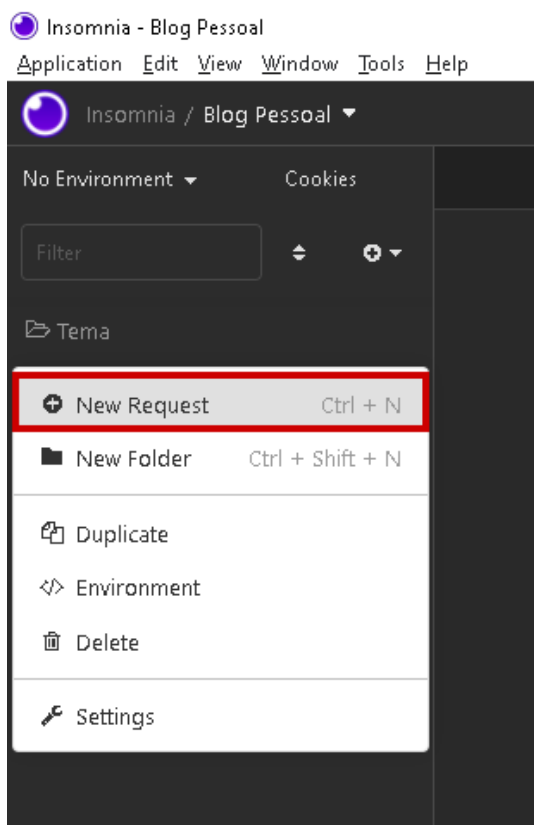 Insomnia - Blog Pessoal
Application Edit View Window Tools Help
Insomnia / Blog Pessoal
No Environment Cookies
Filter
Tema
New Request Ctrl + N
New Folder Ctrl + Shift + N
Duplicate
Environment
Delete
Settings